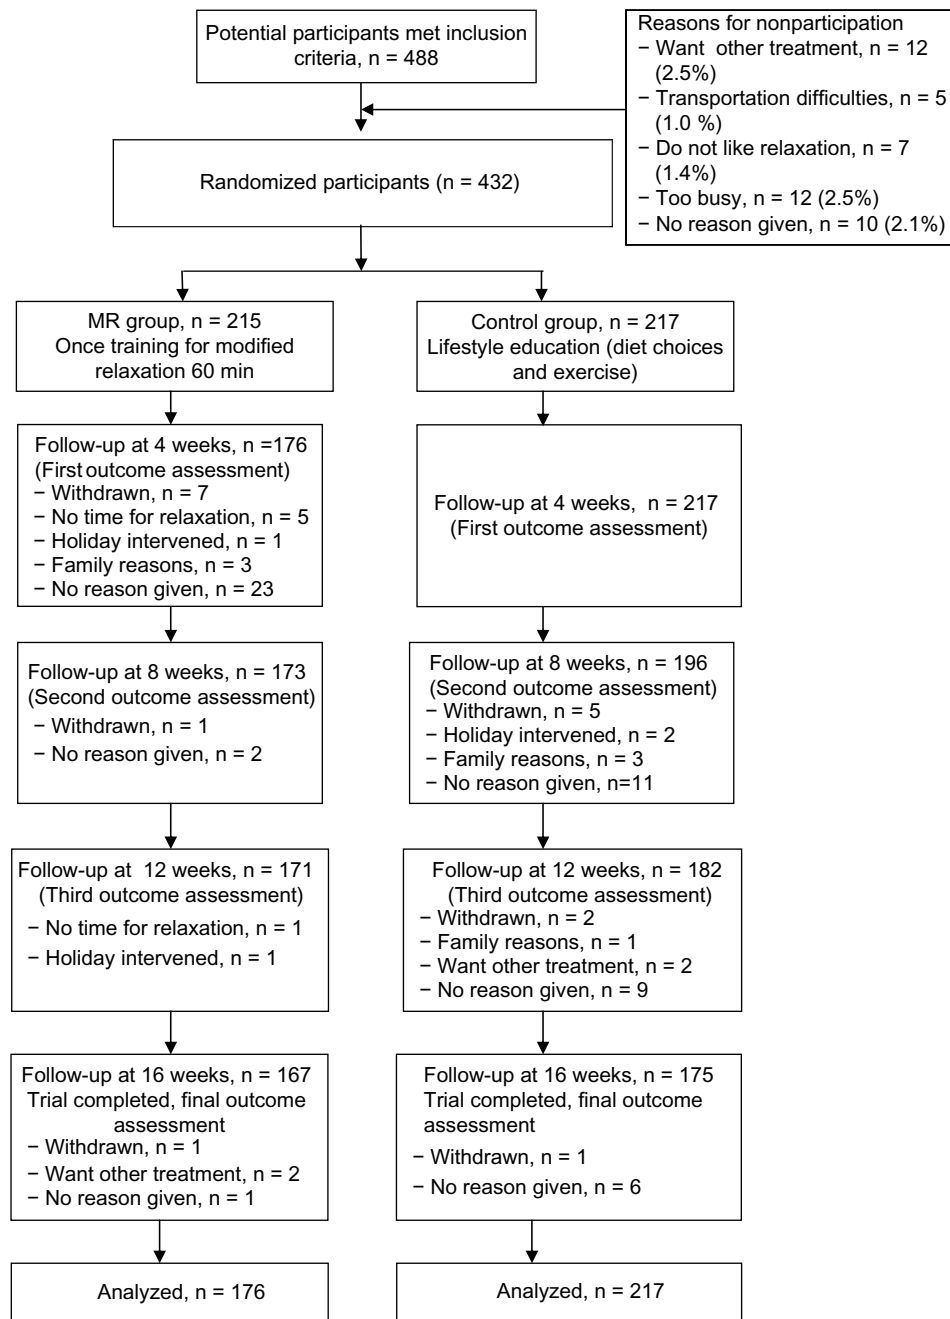 Potential participants met inclusion
criteria, n = 488
Reasons for nonparticipation
− Want other treatment, n = 12
(2.5%)
− Transportation difficulties, n = 5
(1.0 %)
− Do not like relaxation, n = 7
(1.4%)
− Too busy, n = 12 (2.5%)
− No reason given, n = 10 (2.1%)
Randomized participants (n = 432)
MR group, n = 215
Once training for modified
relaxation 60 min
Control group, n = 217
Lifestyle education (diet choices
and exercise)
Follow-up at 4 weeks, n =176
(First outcome assessment)
− Withdrawn, n = 7
− No time for relaxation, n = 5
− Holiday intervened, n = 1
− Family reasons, n = 3
− No reason given, n = 23
Follow-up at 4 weeks, n = 217
(First outcome assessment)
Follow-up at 8 weeks, n = 173
(Second outcome assessment)
− Withdrawn, n = 1
− No reason given, n = 2
Follow-up at 8 weeks, n = 196
(Second outcome assessment)
− Withdrawn, n = 5
− Holiday intervened, n = 2
− Family reasons, n = 3
− No reason given, n=11
Follow-up at 12 weeks, n = 171
(Third outcome assessment)
− No time for relaxation, n = 1
− Holiday intervened, n = 1
Follow-up at 12 weeks, n = 182
(Third outcome assessment)
− Withdrawn, n = 2
− Family reasons, n = 1
− Want other treatment, n = 2
− No reason given, n = 9
Follow-up at 16 weeks, n = 167
Trial completed, final outcome
assessment
− Withdrawn, n = 1
− Want other treatment, n = 2
− No reason given, n = 1
Follow-up at 16 weeks, n = 175
Trial completed, final outcome
assessment
− Withdrawn, n = 1
− No reason given, n = 6
Analyzed, n = 176
Analyzed, n = 217